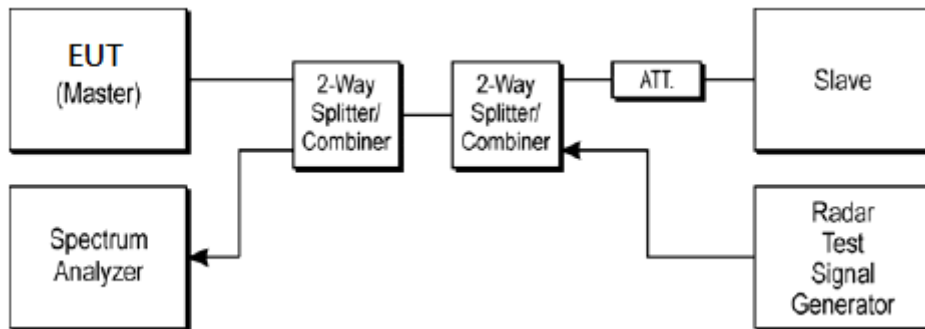 EUT
(Master)
2-Way
Splitter/
Combiner
2-Way
Splitter/
Combiner
ATT.
Slave
Spectrum
Analyzer
Radar
Test
Signal
Generator